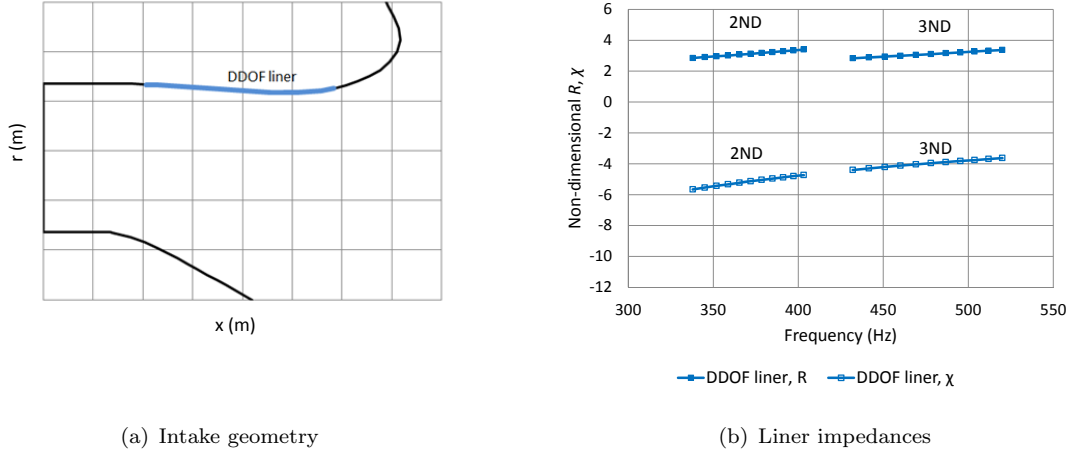 DDOF liner
r (m)
x (m)
(a) Intake geometry
6
4
2
0
-2
-4
-6
-8
-10
-12
Non-dimensional R, χ
2ND
3ND
2ND
3ND
300
350
400
450
500
550
Frequency (Hz)
DDOF liner, R
DDOF liner, χ
(b) Liner impedances